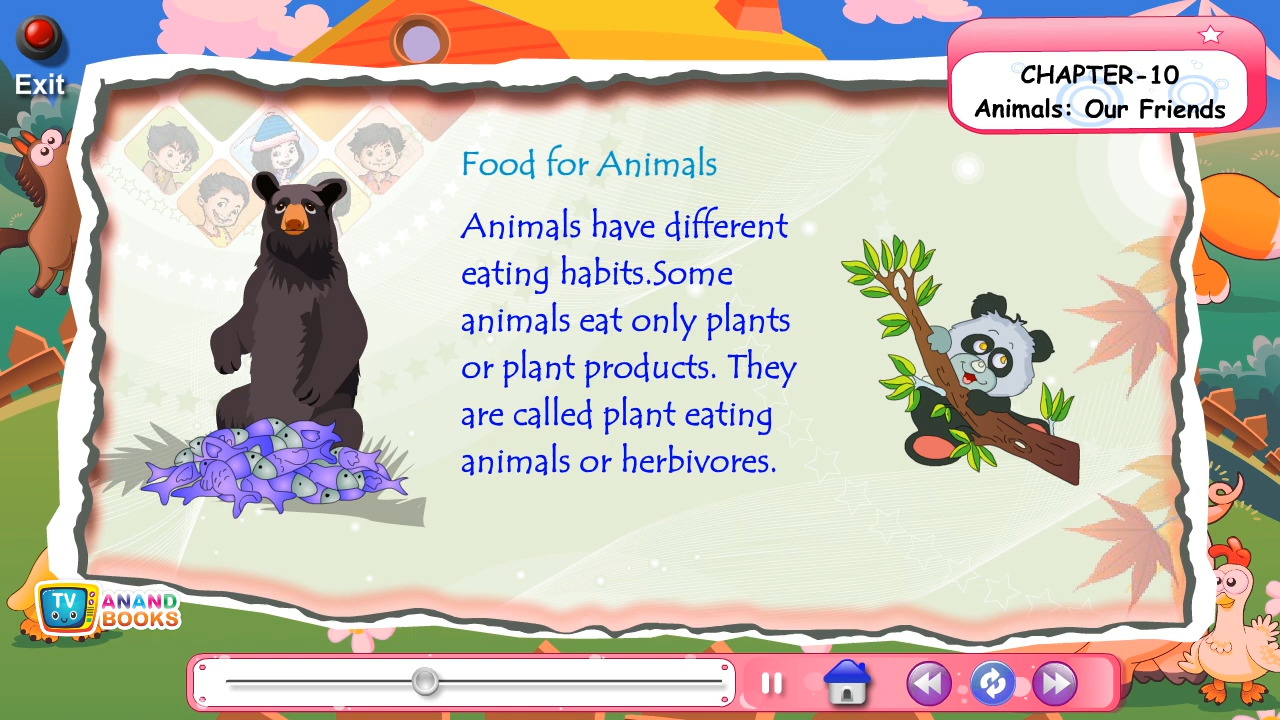 Exit
CHAPTER-10
Animals: Our Friends
Food for Animals
Animals have different
eating habits.Some
animals eat only plants
or plant products. They
are called plant eating
animals or herbivores.
TV
ANAND
BOOKS